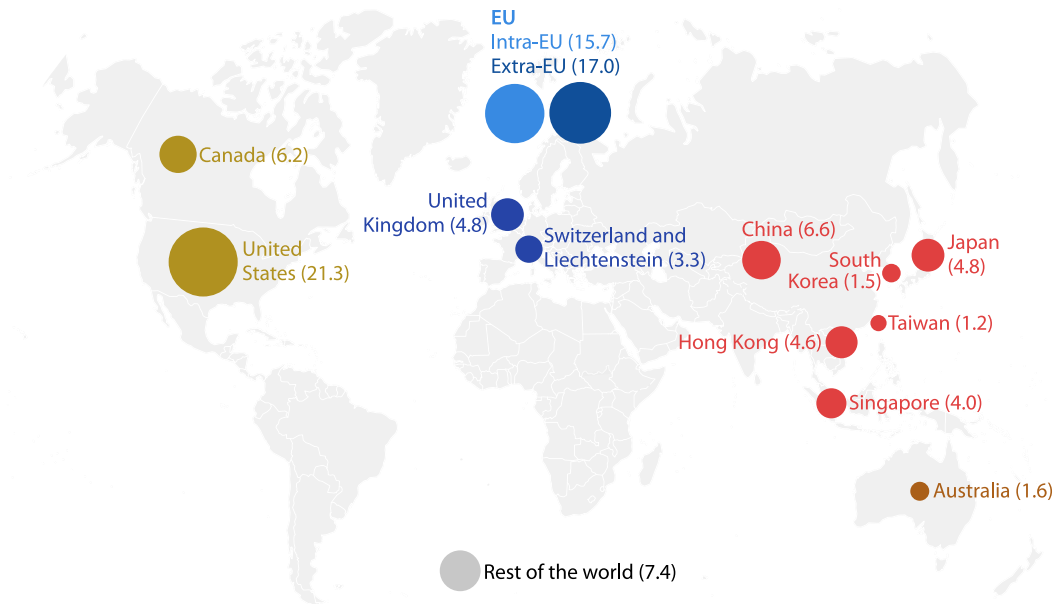 EU
Intra-EU (15.7)
Extra-EU (17.0)
Canada (6.2)
United
States (21.3)
United
Kingdom (4.8)
Switzerland and
Liechtenstein (3.3)
China (6.6)
South
Korea (1.5)
Japan
(4.8)
Taiwan (1.2)
Hong Kong (4.6)
Singapore (4.0)
Australia (1.6)
Rest of the world (7.4)